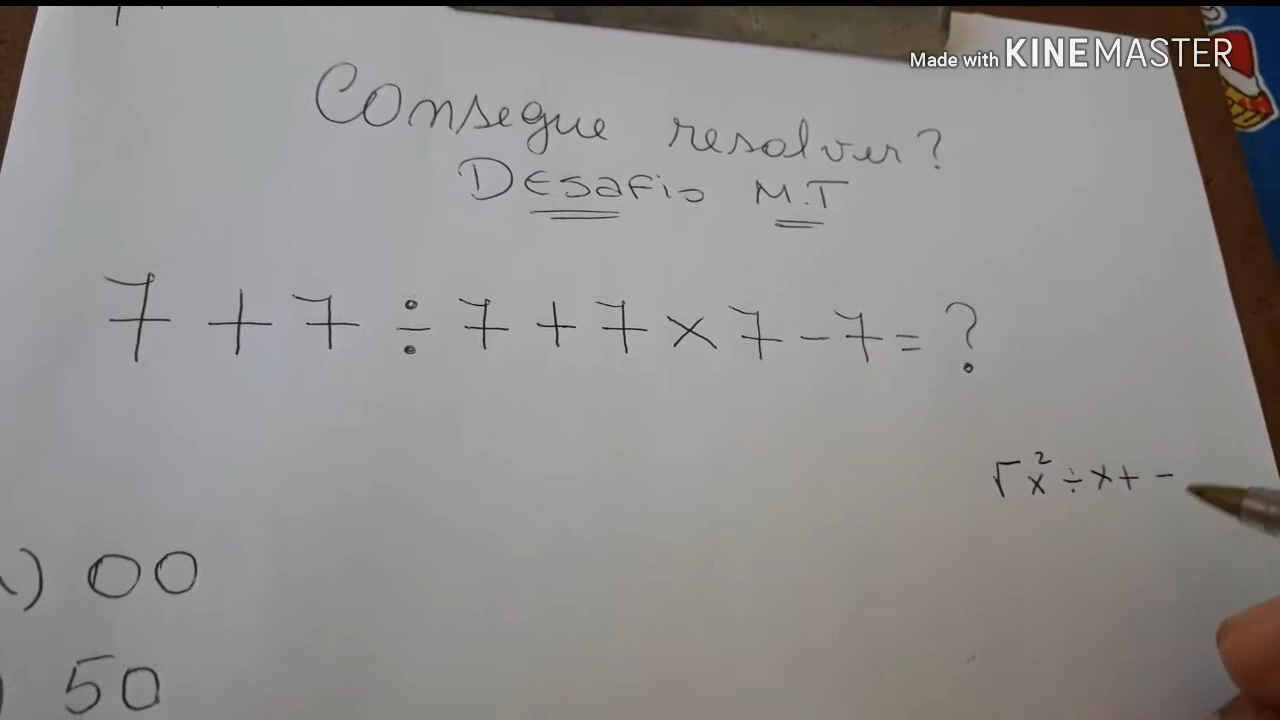 Made with KINEMASTER
Consegue resolver?
Desafio M.T
7 + 7 ÷ 7 + 7 × 7 - 7 = ?
√ x² ÷ × + -
) 00
) 50